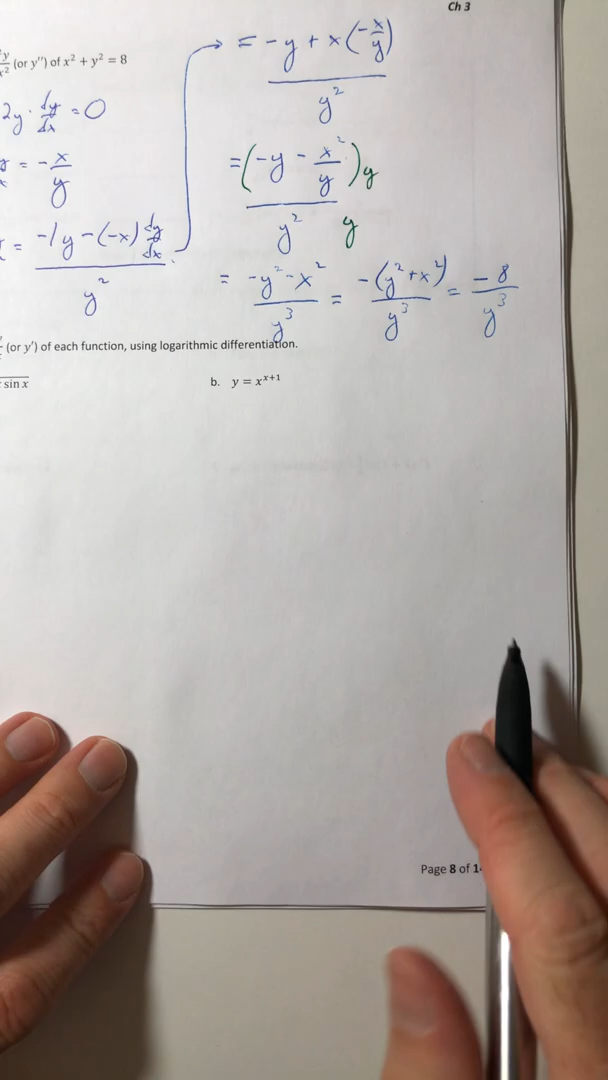 Ch 3
y/x² (or y′′) of x² + y² = 8
2y · dy/dx = 0
= -x/y
= (-1y - (-x) dy/dx) / y²
= (-y + x(-x/y)) / y²
= (-y - x²/y) y / y² y
= (-y² - x²)/y³ = -(y² + x²)/y³ = -8/y³
(or y′) of each function, using logarithmic differentiation.
sin x
b. y = xˣ⁺¹
Page 8 of 1